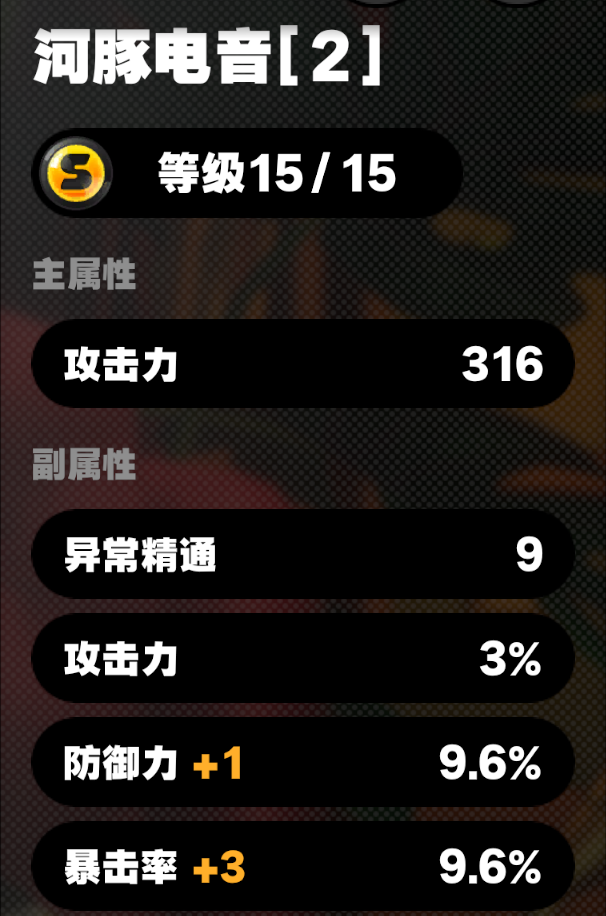 河豚电音[2]
S 等级15/15
主属性
攻击力 316
副属性
异常精通 9
攻击力 3%
防御力 +1 9.6%
暴击率 +3 9.6%